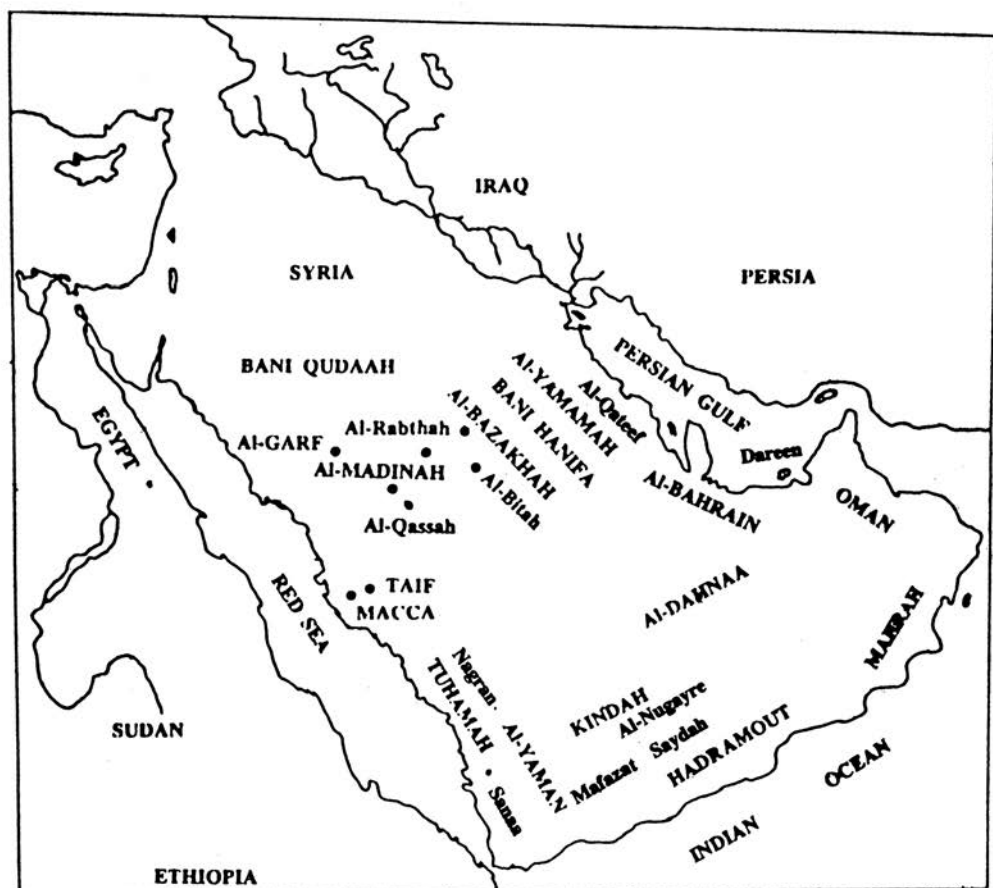 IRAQ
SYRIA
PERSIA
PERSIAN GULF
BANI QUDAAH
Al-YAMAMAH
Al-Qateef
BANI HANIFA
Al-BAZAKHAH
EGYPT
Al-GARF
Al-Rabthah
Al-MADINAH
Al-Bitah
Al-Qassah
Dareen
Al-BAHRAIN
OMAN
RED SEA
TAIF
MACCA
Al-DAHNAA
MAHRAH
Nagran.
TUHAMAH
Al-YAMAN
KINDAH
Al-Nugayre
Saydah
Mafazat
HADRAMOUT
SUDAN
Sanaa
INDIAN OCEAN
ETHIOPIA